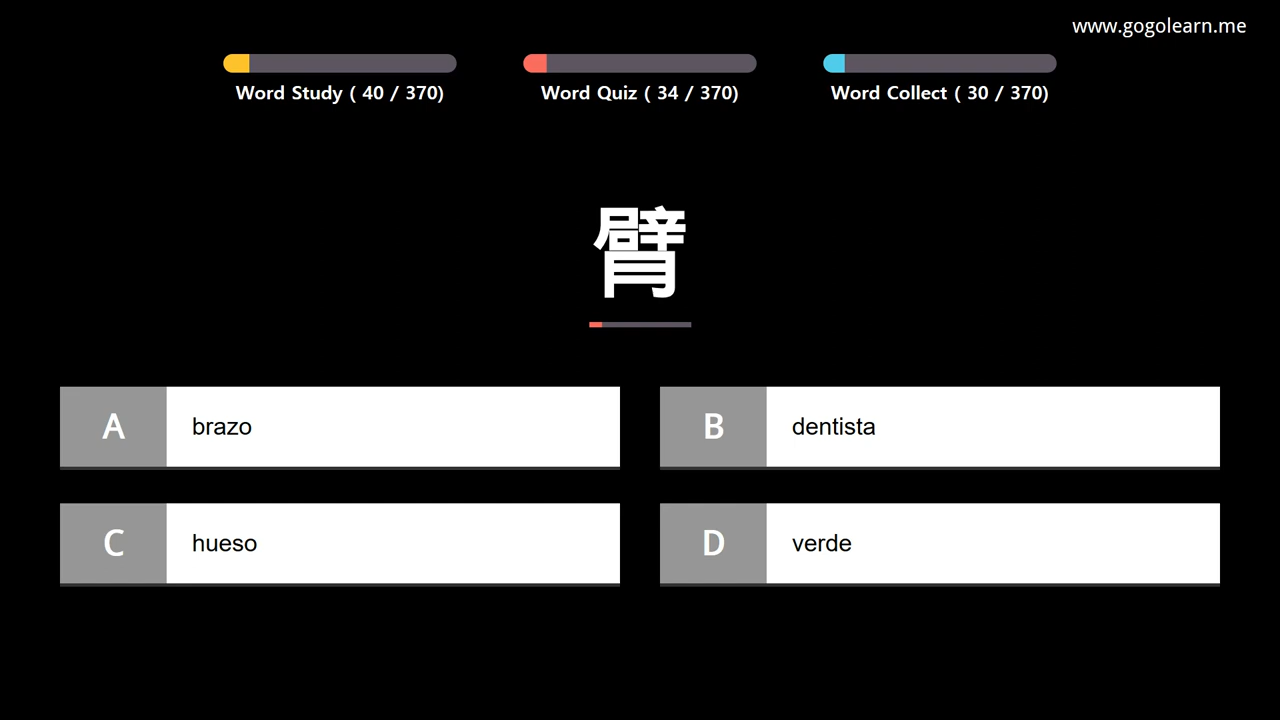 www.gogolearn.me
Word Study ( 40 / 370)
Word Quiz ( 34 / 370)
Word Collect ( 30 / 370)
臂
A brazo
B dentista
C hueso
D verde